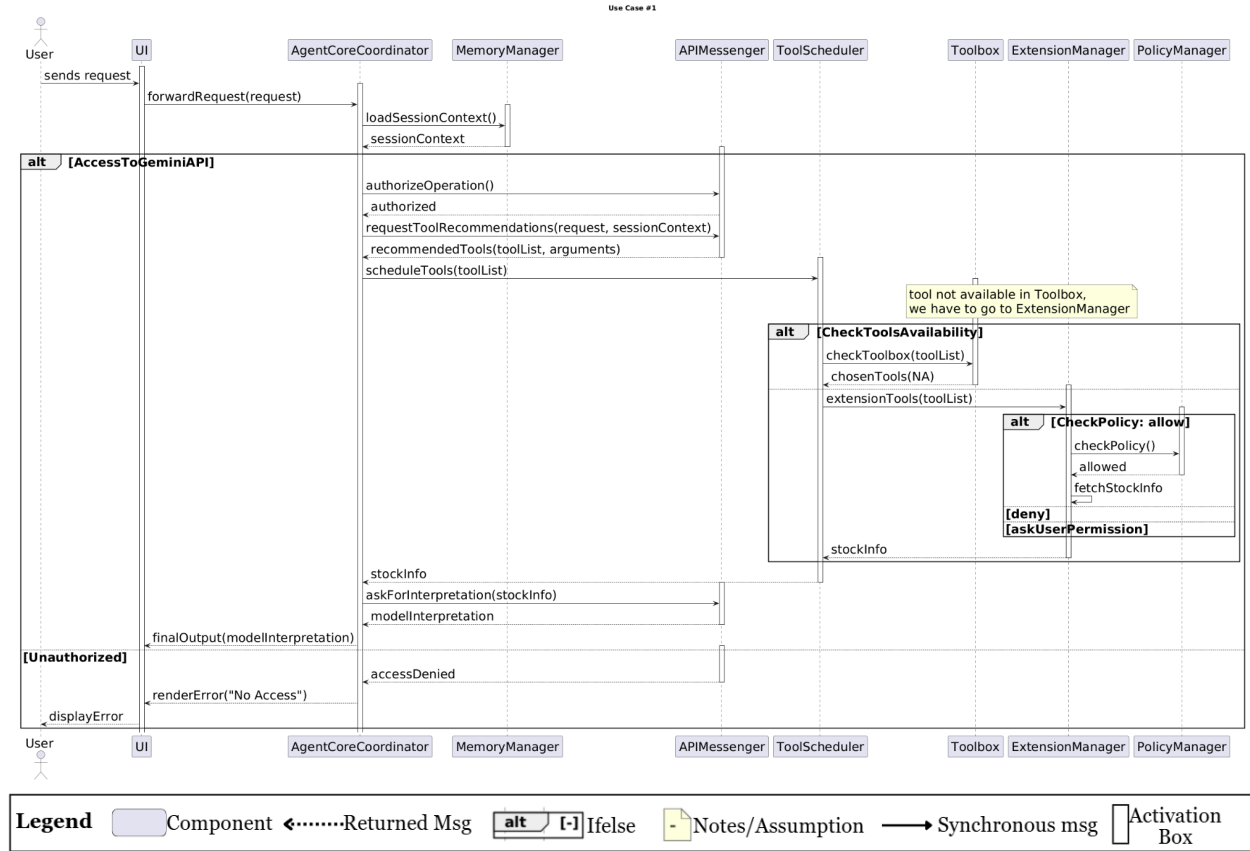 Use Case #1
User
UI
AgentCoreCoordinator
MemoryManager
APIMessenger
ToolScheduler
Toolbox
ExtensionManager
PolicyManager
sends request
forwardRequest(request)
loadSessionContext()
sessionContext
alt [AccessToGeminiAPI]
authorizeOperation()
authorized
requestToolRecommendations(request, sessionContext)
recommendedTools(toolList, arguments)
scheduleTools(toolList)
tool not available in Toolbox,
we have to go to ExtensionManager
alt [CheckToolsAvailability]
checkToolbox(toolList)
chosenTools(NA)
extensionTools(toolList)
alt [CheckPolicy: allow]
checkPolicy()
allowed
fetchStockInfo
[deny]
[askUserPermission]
stockInfo
stockInfo
askForInterpretation(stockInfo)
modelInterpretation
finalOutput(modelInterpretation)
[Unauthorized]
accessDenied
renderError("No Access")
displayError
User
UI
AgentCoreCoordinator
MemoryManager
APIMessenger
ToolScheduler
Toolbox
ExtensionManager
PolicyManager
Legend
Component
Returned Msg
alt [-] Ifelse
- Notes/Assumption
Synchronous msg
Activation
Box